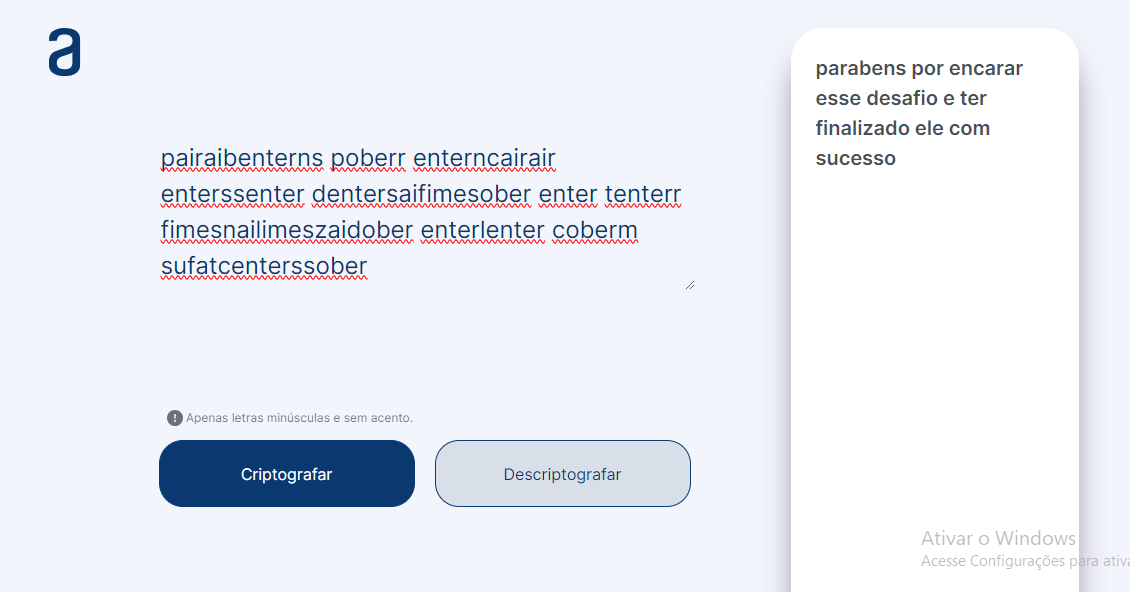 a
pairaibenterns poberr enterncairair
enterssenter dentersaifimesober enter tenterr
fimesnailimeszaidober enterlenter coberm
sufatcenterssober
Apenas letras minúsculas e sem acento.
Criptografar
Descriptografar
parabens por encarar
esse desafio e ter
finalizado ele com
sucesso
Ativar o Windows
Acesse Configurações para ativa